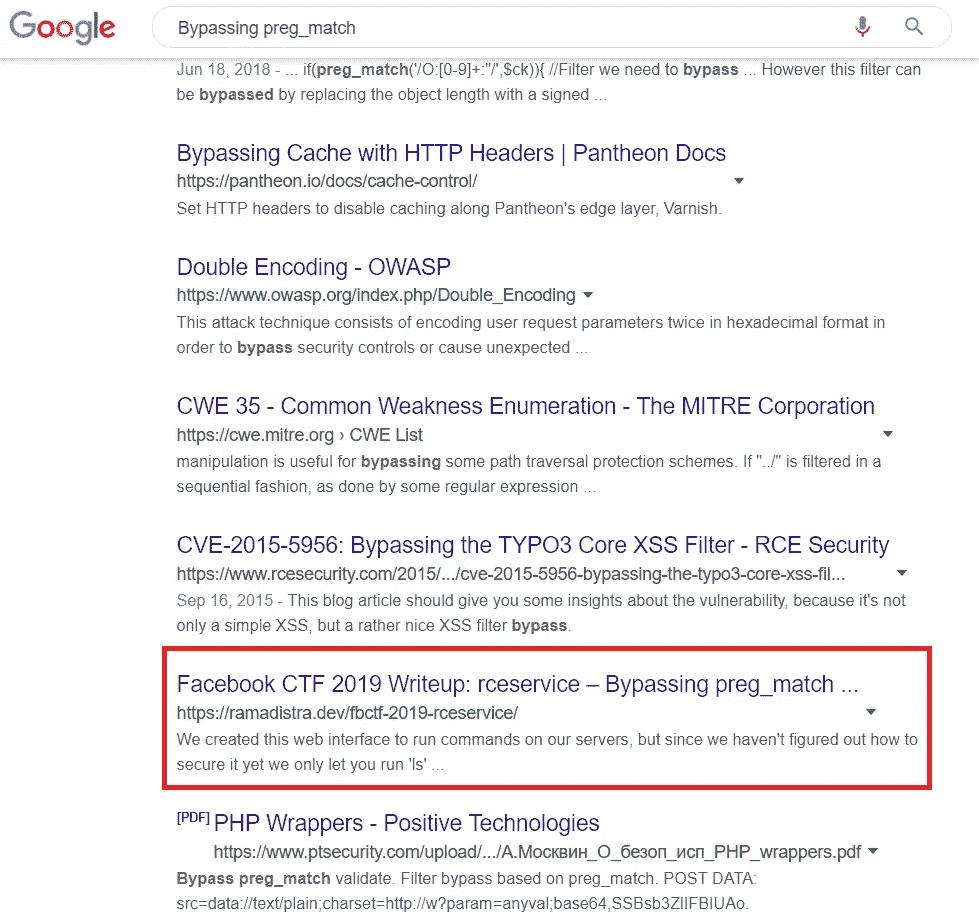 Google
Bypassing preg_match
Jun 18, 2018 - ... if(preg_match('/O:[0-9]+:"/',$ck)){ //Filter we need to bypass ... However this filter can
be bypassed by replacing the object length with a signed ...
Bypassing Cache with HTTP Headers | Pantheon Docs
https://pantheon.io/docs/cache-control/
Set HTTP headers to disable caching along Pantheon's edge layer, Varnish.
Double Encoding - OWASP
https://www.owasp.org/index.php/Double_Encoding
This attack technique consists of encoding user request parameters twice in hexadecimal format in
order to bypass security controls or cause unexpected ...
CWE 35 - Common Weakness Enumeration - The MITRE Corporation
https://cwe.mitre.org › CWE List
manipulation is useful for bypassing some path traversal protection schemes. If "../" is filtered in a
sequential fashion, as done by some regular expression ...
CVE-2015-5956: Bypassing the TYPO3 Core XSS Filter - RCE Security
https://www.rcesecurity.com/2015/.../cve-2015-5956-bypassing-the-typo3-core-xss-fil...
Sep 16, 2015 - This blog article should give you some insights about the vulnerability, because it's not
only a simple XSS, but a rather nice XSS filter bypass.
Facebook CTF 2019 Writeup: rceservice – Bypassing preg_match ...
https://ramadistra.dev/fbctf-2019-rceservice/
We created this web interface to run commands on our servers, but since we haven't figured out how to
secure it yet we only let you run 'ls' ...
[PDF] PHP Wrappers - Positive Technologies
https://www.ptsecurity.com/upload/.../А.Москвин_О_безоп_исп_PHP_wrappers.pdf
Bypass preg_match validate. Filter bypass based on preg_match. POST DATA:
src=data://text/plain;charset=http://w?param=anyval;base64,SSBsb3ZlIFBIUAo.